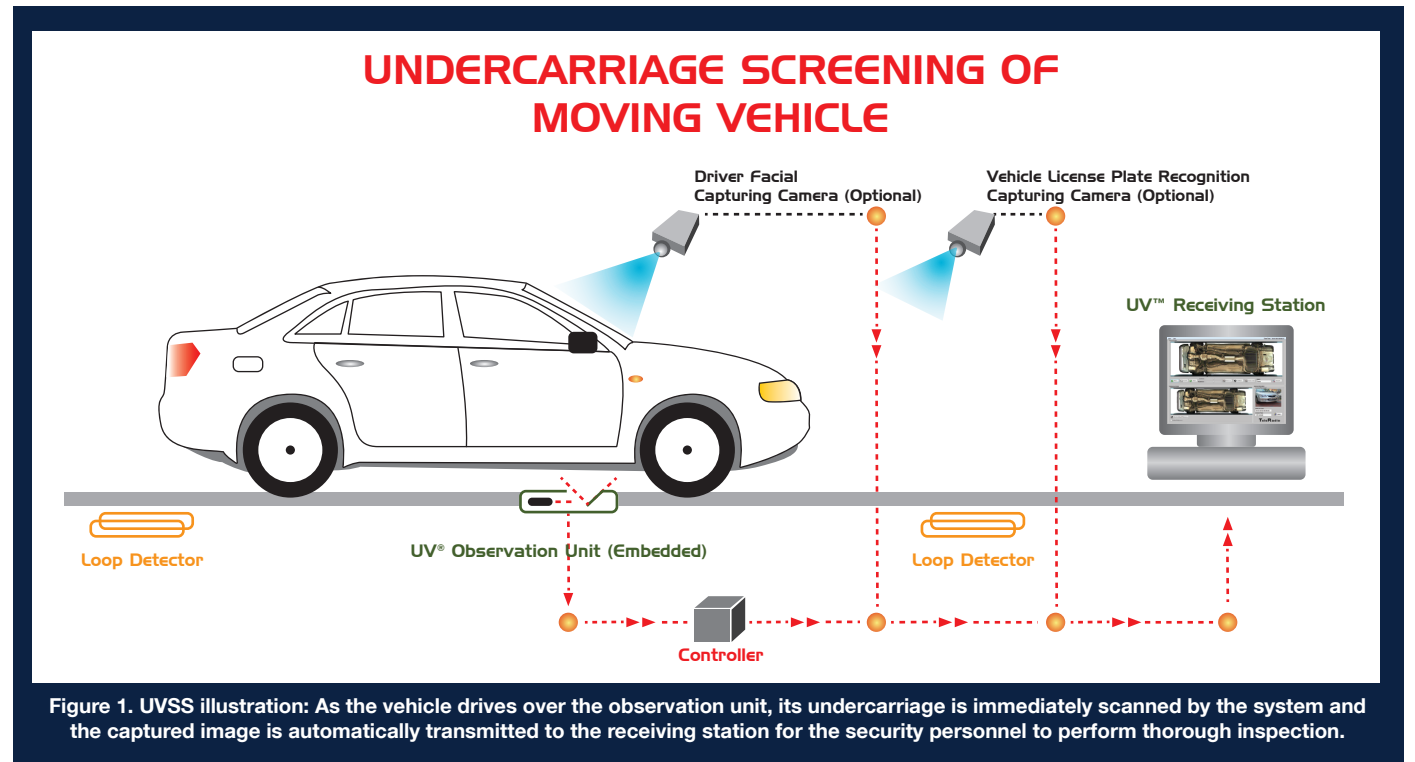 UNDERCARRIAGE SCREENING OF
MOVING VEHICLE
Driver Facial
Capturing Camera (Optional)
Vehicle License Plate Recognition
Capturing Camera (Optional)
UV™ Receiving Station
Loop Detector
UV® Observation Unit (Embedded)
Loop Detector
Controller
Figure 1. UVSS illustration: As the vehicle drives over the observation unit, its undercarriage is immediately scanned by the system and
the captured image is automatically transmitted to the receiving station for the security personnel to perform thorough inspection.